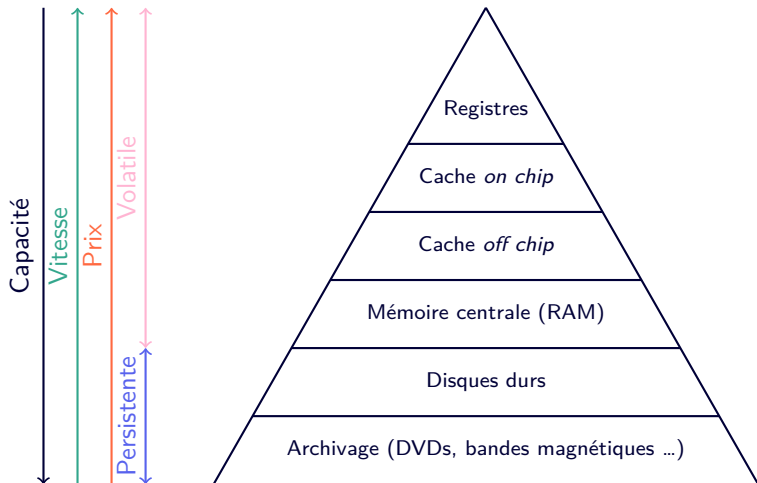 Capacité
Vitesse
Prix
Volatile
Persistente
Registres
Cache on chip
Cache off chip
Mémoire centrale (RAM)
Disques durs
Archivage (DVDs, bandes magnétiques ...)